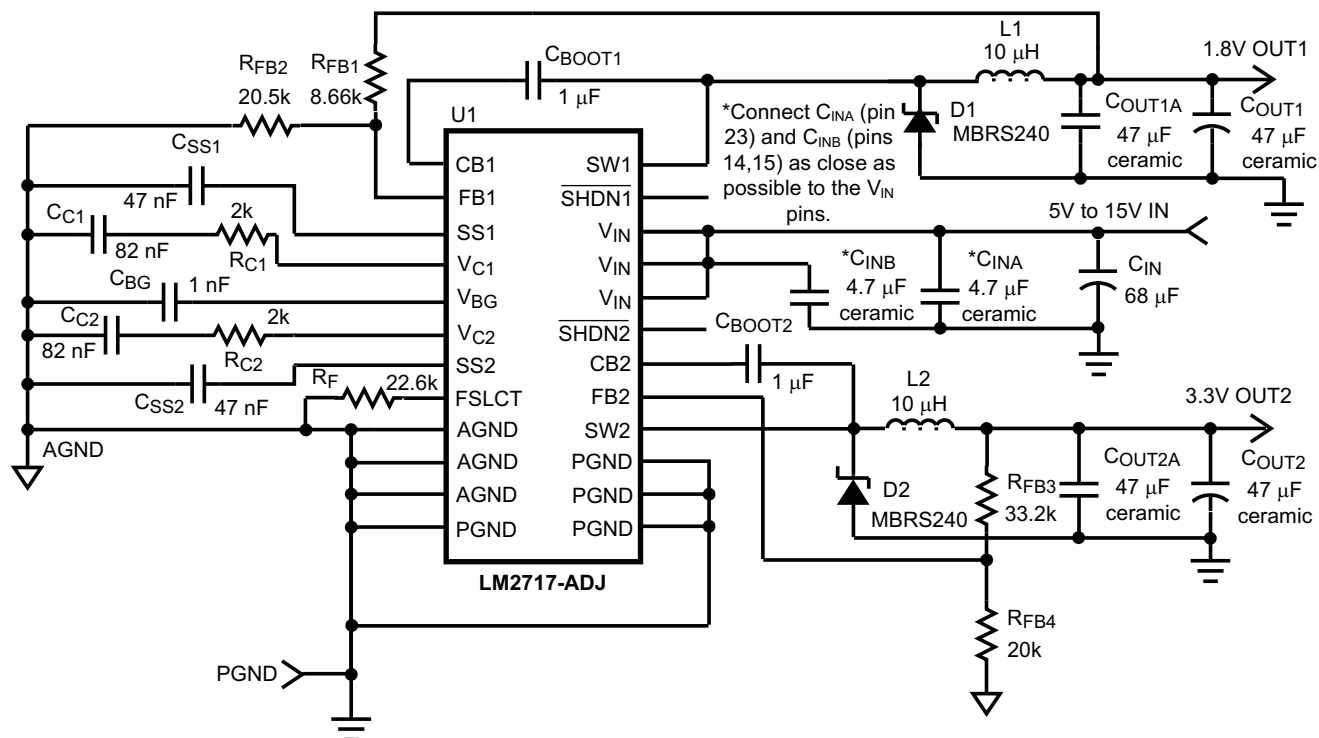 L1
10 μH
1.8V OUT1
RFB2
20.5k
RFB1
8.66k
CBOOT1
1 μF
U1
*Connect CINA (pin
23) and CINB (pins
14,15) as close as
possible to the VIN
pins.
D1
MBRS240
COUT1A
47 μF
ceramic
COUT1
47 μF
ceramic
CSS1
47 nF
CC1
82 nF
2k
RC1
CBG
1 nF
CC2
82 nF
2k
RC2
CSS2
47 nF
RF
22.6k
AGND
CB1
FB1
SS1
VC1
VBG
VC2
SS2
FSLCT
AGND
AGND
AGND
PGND
SW1
SHDN1
VIN
VIN
VIN
SHDN2
CB2
FB2
SW2
PGND
PGND
PGND
LM2717-ADJ
5V to 15V IN
*CINB
4.7 μF
ceramic
*CINA
4.7 μF
ceramic
CIN
68 μF
CBOOT2
1 μF
L2
10 μH
3.3V OUT2
D2
MBRS240
RFB3
33.2k
COUT2A
47 μF
ceramic
COUT2
47 μF
ceramic
RFB4
20k
PGND